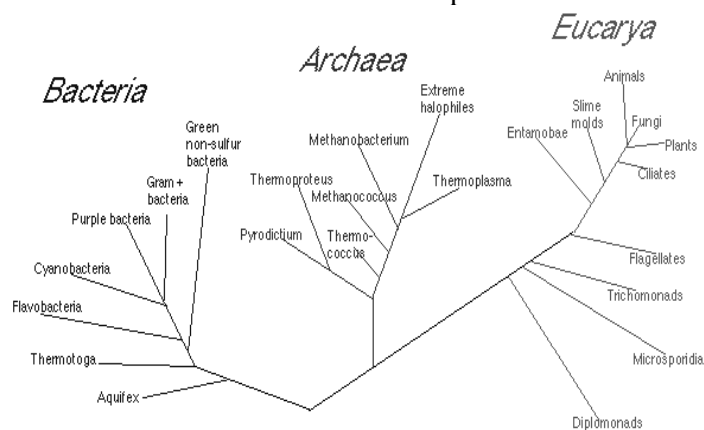 Eucarya
Archaea
Bacteria
Green
non-sulfur
bacteria
Gram +
bacteria
Purple bacteria
Cyanobacteria
Flavobacteria
Thermotoga
Aquifex
Extreme
halophiles
Methanobacterium
Thermoproteus
Methanococcus
Thermoplasma
Pyrodictium
Thermo-
coccus
Animals
Slime
molds
Fungi
Entamobae
Plants
Ciliates
Flagellates
Trichomonads
Microsporidia
Diplomonads